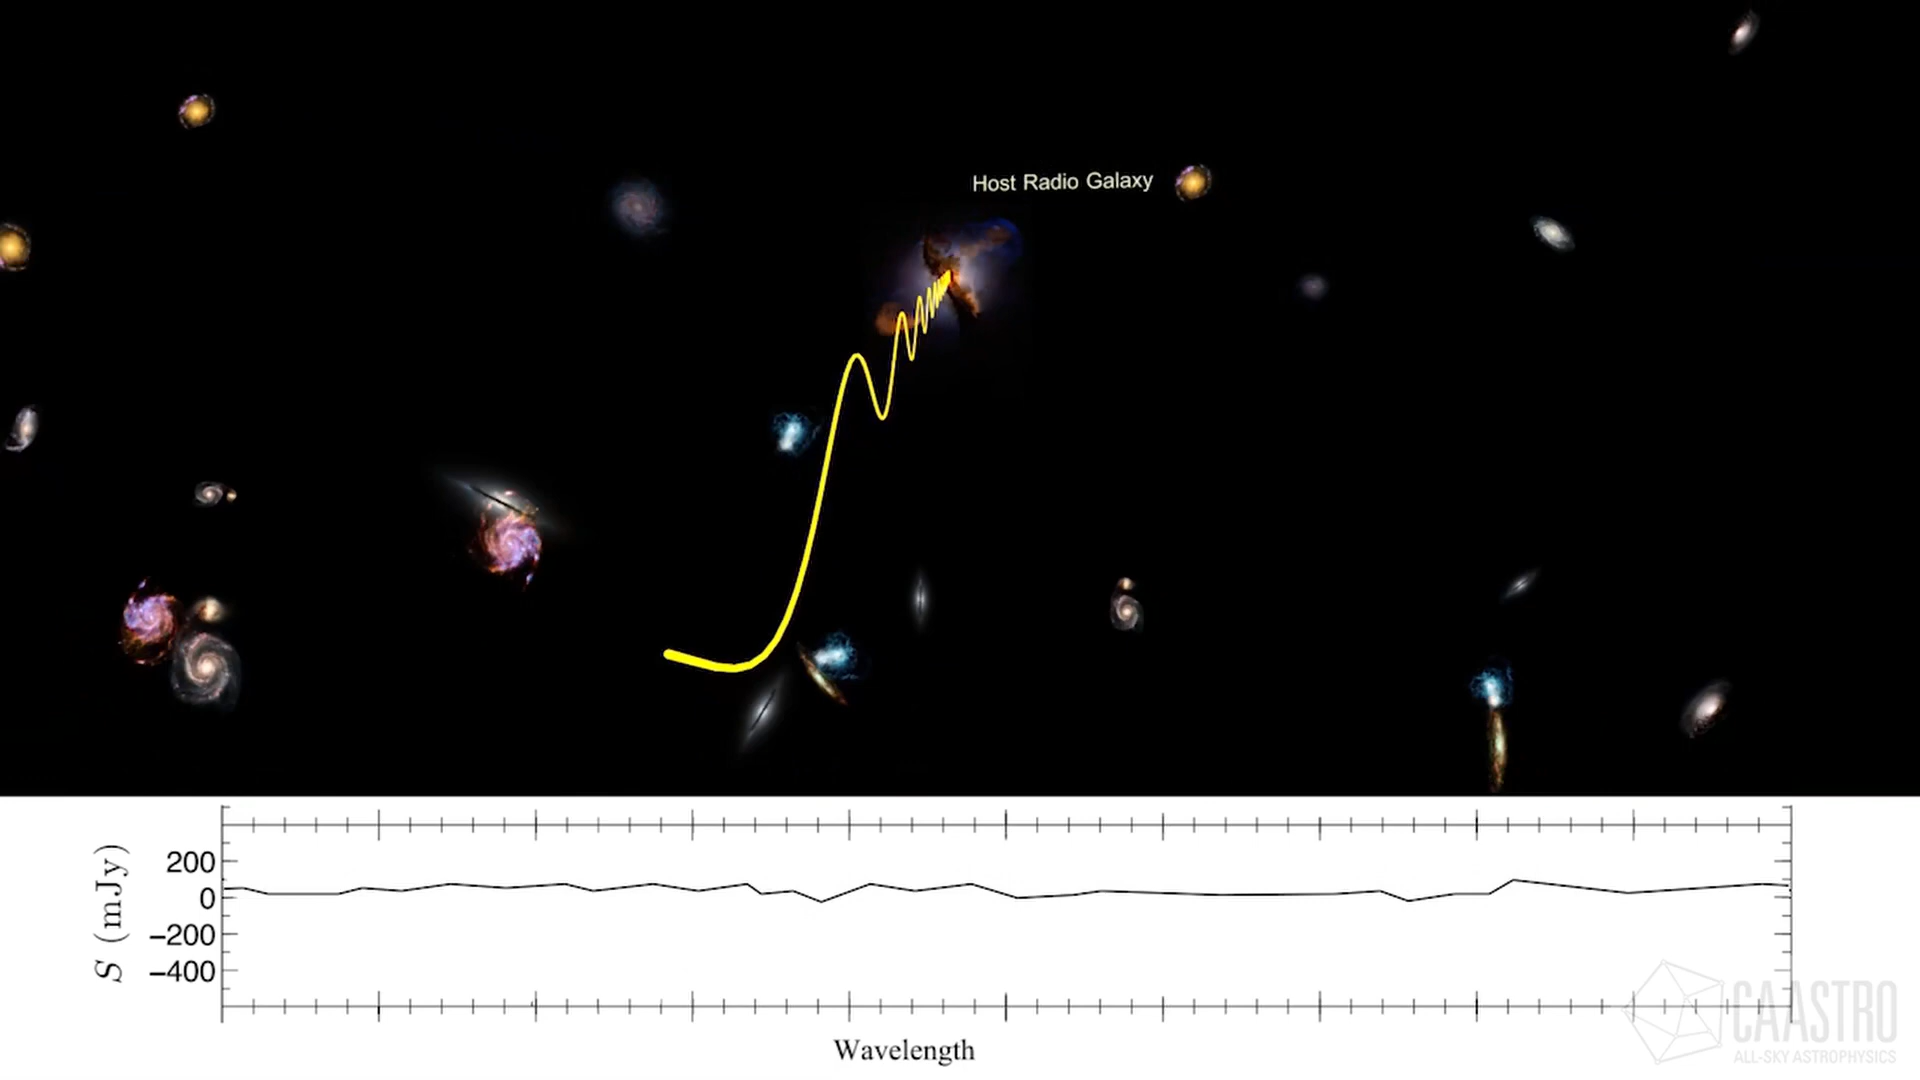 Host Radio Galaxy
200
0
−200
−400
S (mJy)
Wavelength
CAASTRO
ALL-SKY ASTROPHYSICS